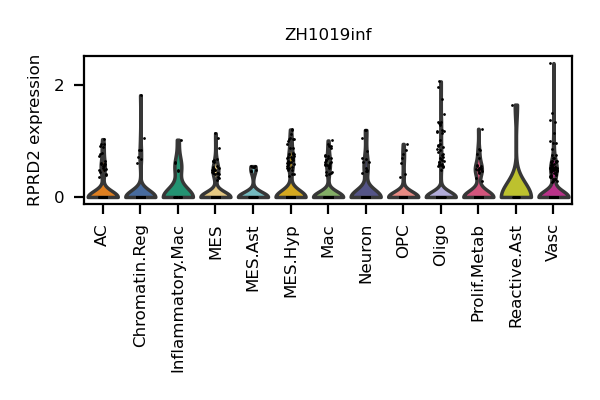 ZH1019inf
RPRD2 expression
2
0
AC
Chromatin.Reg
Inflammatory.Mac
MES
MES.Ast
MES.Hyp
Mac
Neuron
OPC
Oligo
Prolif.Metab
Reactive.Ast
Vasc